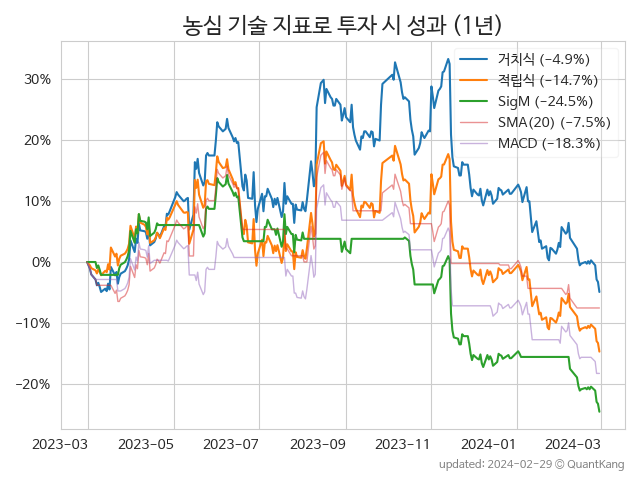 농심 기술 지표로 투자 시 성과 (1년)
거치식 (−4.9%)
적립식 (−14.7%)
SigM (−24.5%)
SMA(20) (−7.5%)
MACD (−18.3%)
30%
20%
10%
0%
−10%
−20%
2023−03 2023−05 2023−07 2023−09 2023−11 2024−01 2024−03
updated: 2024-02-29 ⓒ QuantKang